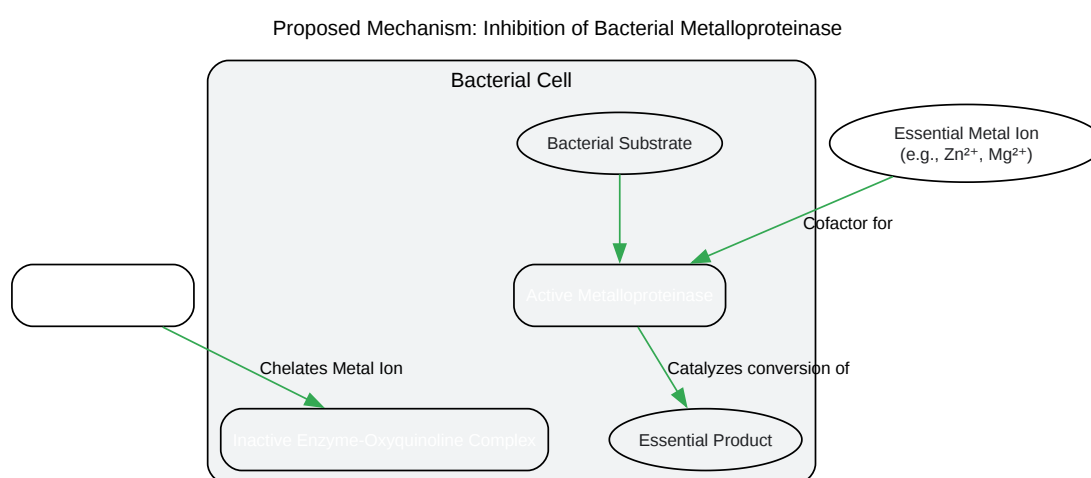 Proposed Mechanism: Inhibition of Bacterial Metalloproteinase
Bacterial Cell
Bacterial Substrate
Essential Metal Ion
(e.g., Zn²⁺, Mg²⁺)
Cofactor for
Active Metalloproteinase
Chelates Metal Ion
Catalyzes conversion of
Inactive Enzyme-Oxyquinoline Complex
Essential Product